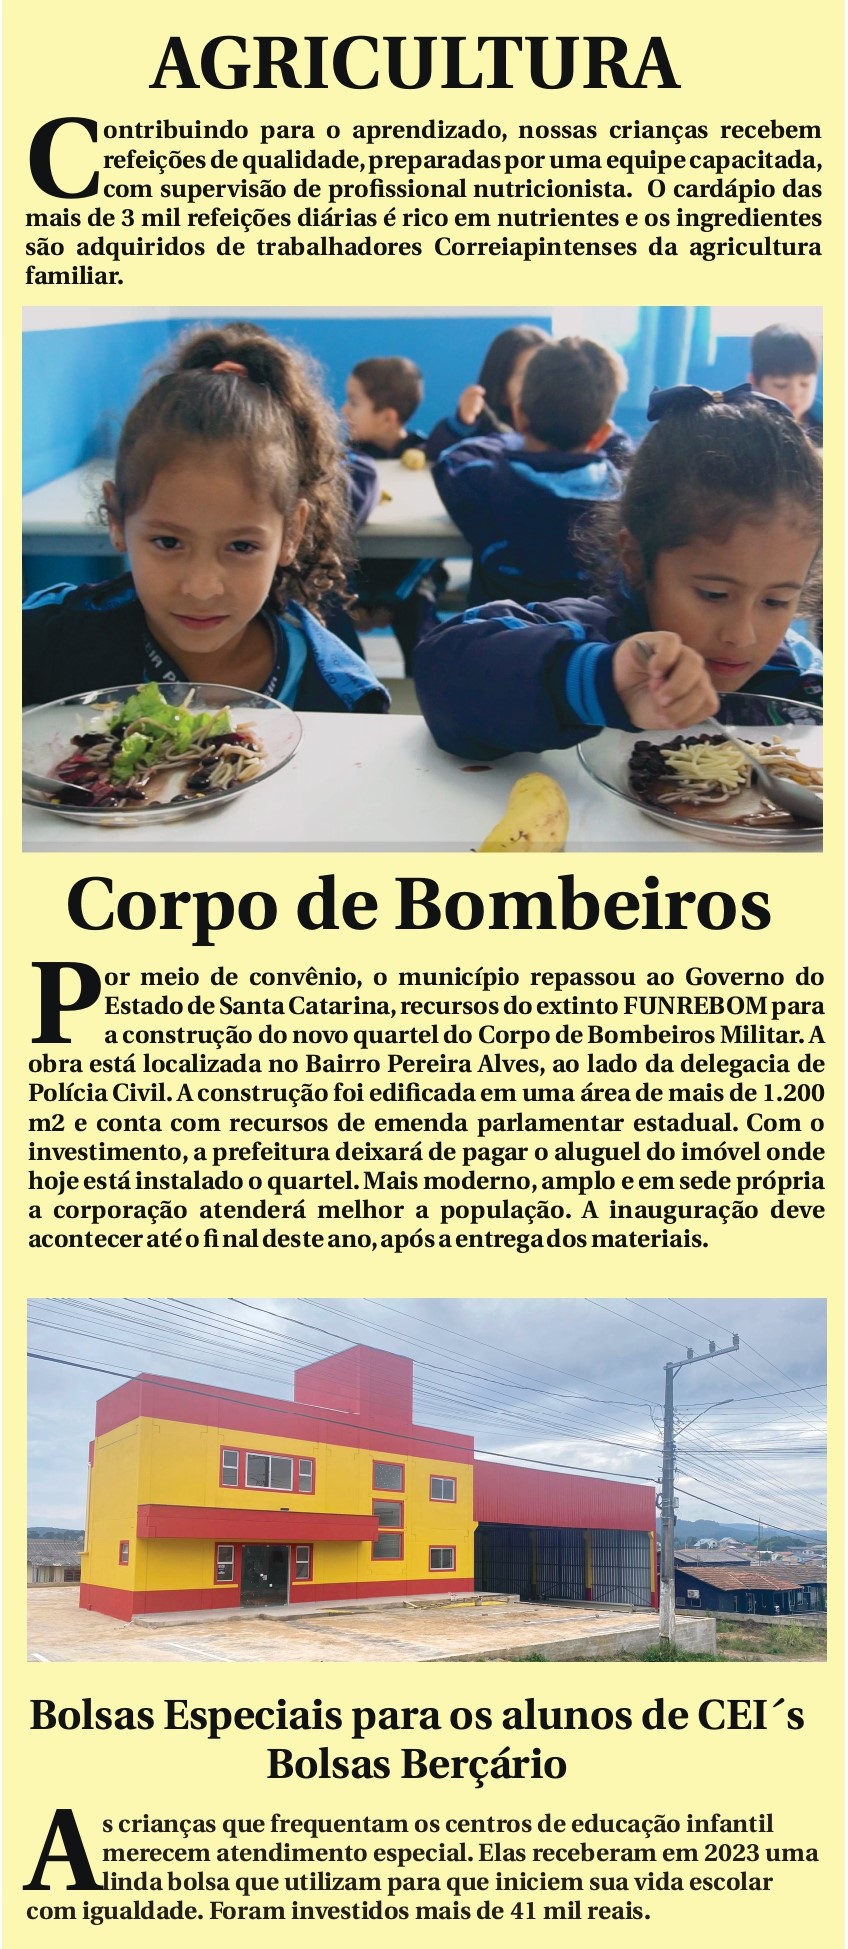 AGRICULTURA
Contribuindo para o aprendizado, nossas crianças recebem
refeições de qualidade, preparadas por uma equipe capacitada,
com supervisão de profissional nutricionista. O cardápio das
mais de 3 mil refeições diárias é rico em nutrientes e os ingredientes
são adquiridos de trabalhadores Correiapintenses da agricultura
familiar.
Corpo de Bombeiros
Por meio de convênio, o município repassou ao Governo do
Estado de Santa Catarina, recursos do extinto FUNREBOM para
a construção do novo quartel do Corpo de Bombeiros Militar. A
obra está localizada no Bairro Pereira Alves, ao lado da delegacia de
Polícia Civil. A construção foi edificada em uma área de mais de 1.200
m2 e conta com recursos de emenda parlamentar estadual. Com o
investimento, a prefeitura deixará de pagar o aluguel do imóvel onde
hoje está instalado o quartel. Mais moderno, amplo e em sede própria
a corporação atenderá melhor a população. A inauguração deve
acontecer até o final deste ano, após a entrega dos materiais.
Bolsas Especiais para os alunos de CEI´s
Bolsas Berçário
As crianças que frequentam os centros de educação infantil
merecem atendimento especial. Elas receberam em 2023 uma
linda bolsa que utilizam para que iniciem sua vida escolar
com igualdade. Foram investidos mais de 41 mil reais.